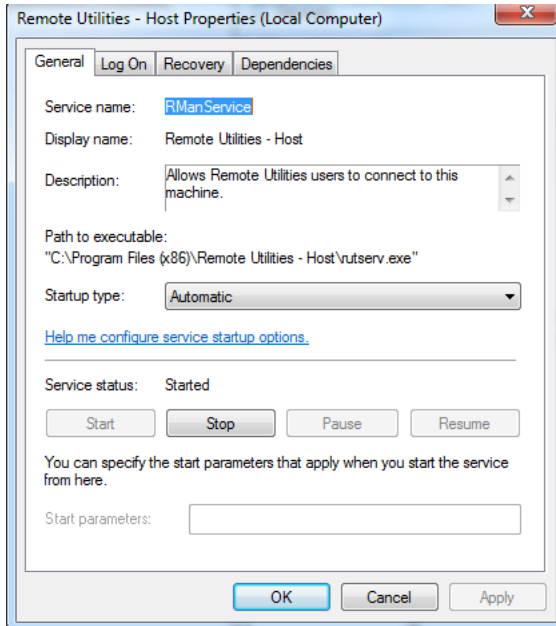 Remote Utilities - Host Properties (Local Computer)
General Log On Recovery Dependencies
Service name: RManService
Display name: Remote Utilities - Host
Description: Allows Remote Utilities users to connect to this
machine.
Path to executable:
"C:\Program Files (x86)\Remote Utilities - Host\rutserv.exe"
Startup type: Automatic
Help me configure service startup options.
Service status: Started
Start Stop Pause Resume
You can specify the start parameters that apply when you start the service
from here.
Start parameters:
OK Cancel Apply